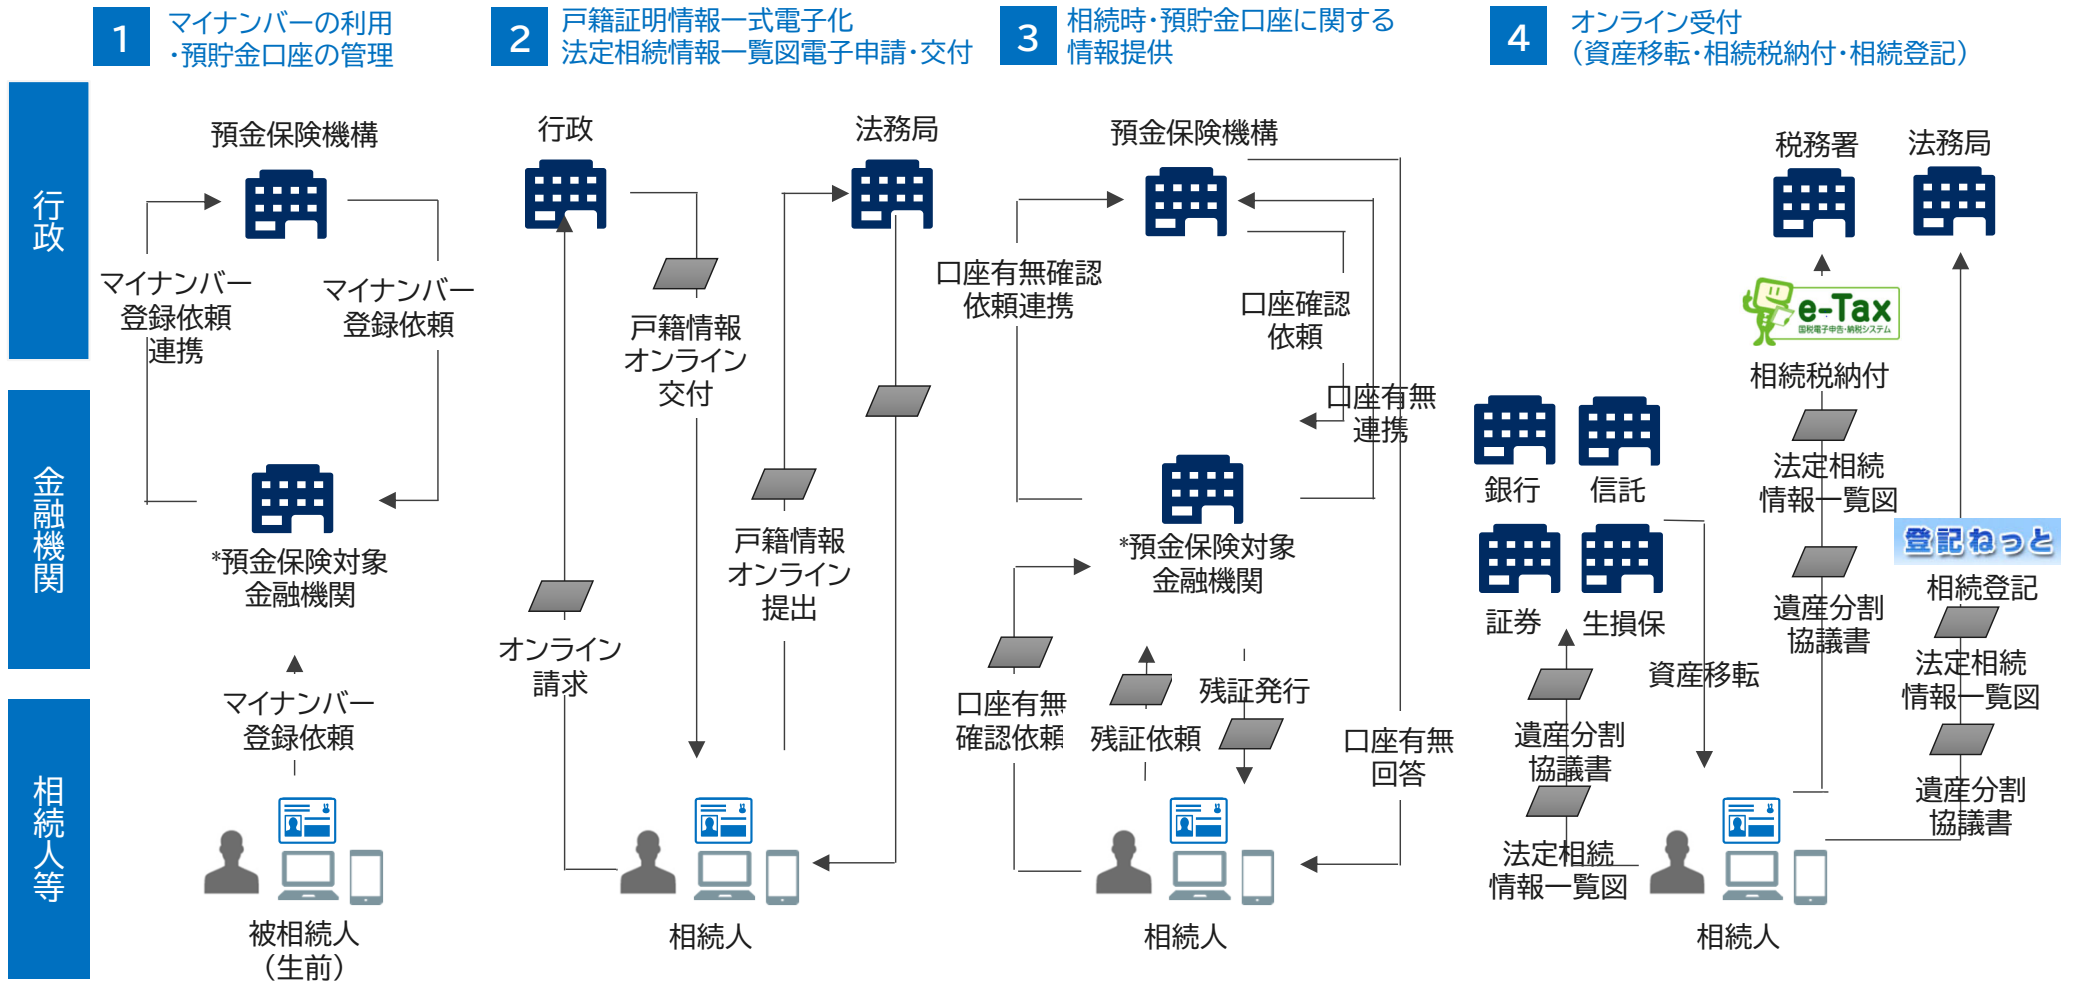 1
マイナンバーの利用
・預貯金口座の管理
2
戸籍証明情報一式電子化
法定相続情報一覧図電子申請・交付
3
相続時・預貯金口座に関する
情報提供
4
オンライン受付
（資産移転・相続税納付・相続登記）
行政
金融機関
相続人等
預金保険機構
マイナンバー
登録依頼
連携
マイナンバー
登録依頼
*預金保険対象
金融機関
マイナンバー
登録依頼
被相続人
（生前）
行政
法務局
戸籍情報
オンライン
交付
戸籍情報
オンライン
提出
オンライン
請求
相続人
預金保険機構
口座有無確認
依頼連携
口座確認
依頼
口座有無
連携
*預金保険対象
金融機関
口座有無
確認依頼
残証依頼
残証発行
口座有無
回答
相続人
税務署
法務局
e-Tax
国税電子申告・納税システム
相続税納付
法定相続
情報一覧図
遺産分割
協議書
銀行
信託
証券
生損保
登記ねっと
相続登記
法定相続
情報一覧図
遺産分割
協議書
資産移転
遺産分割
協議書
法定相続
情報一覧図
相続人